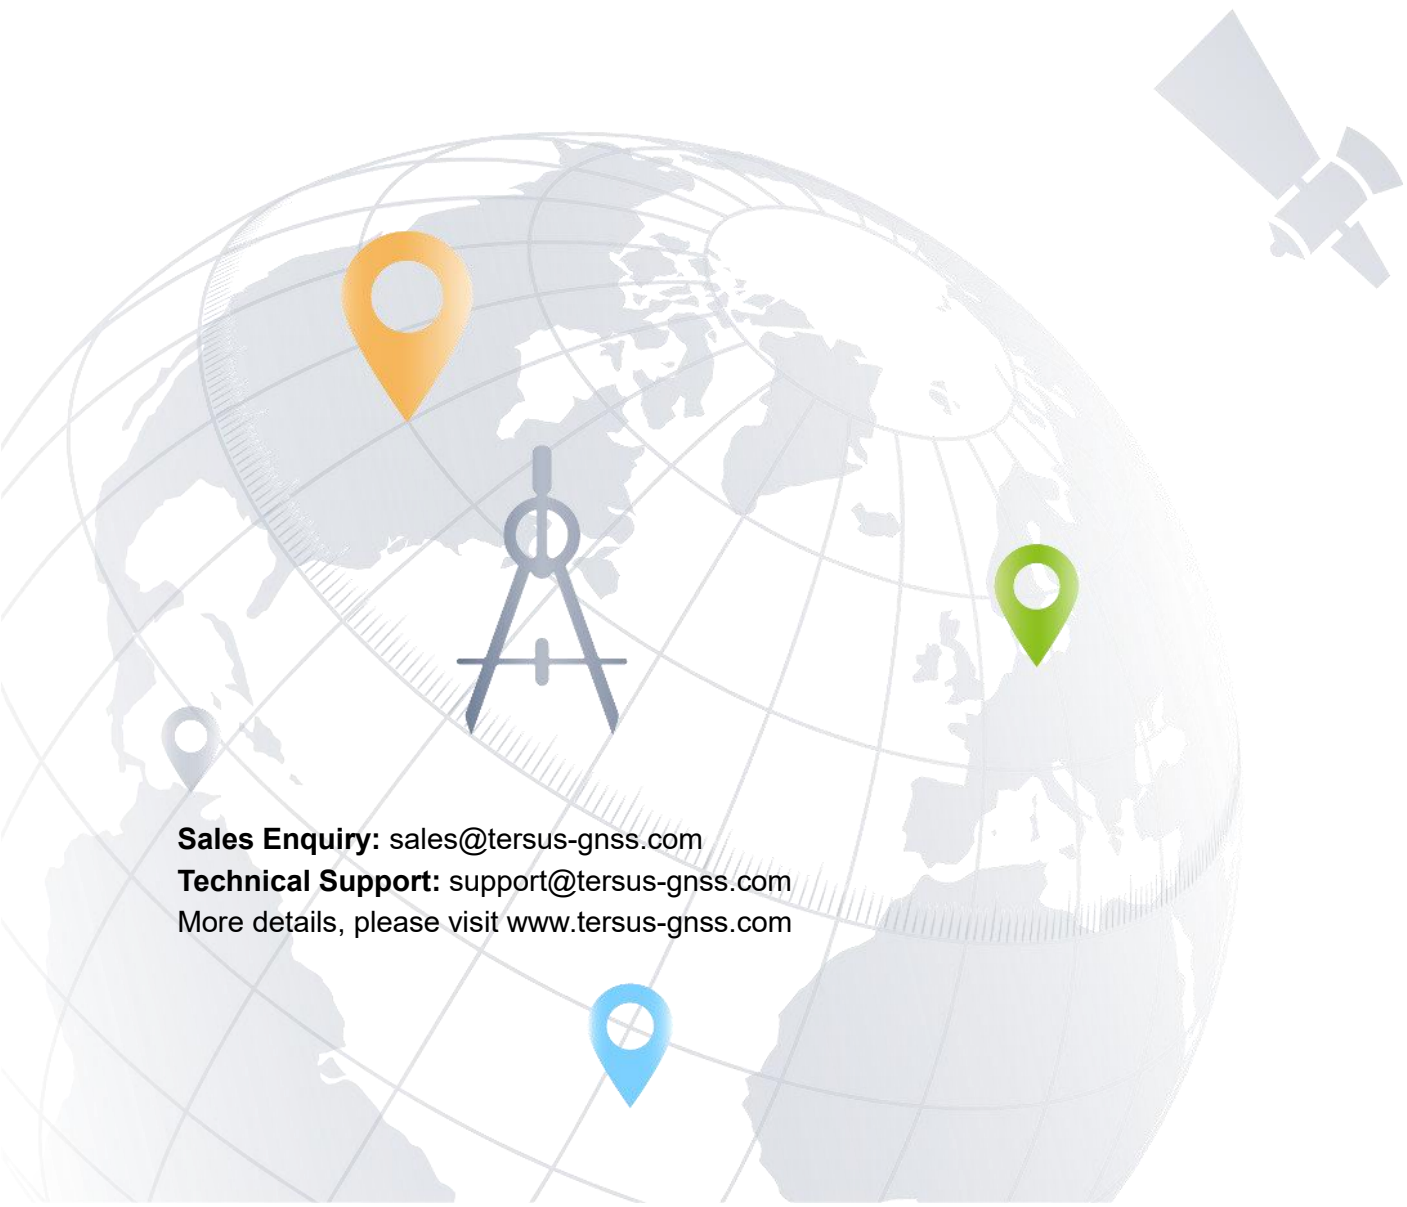 Sales Enquiry: sales@tersus-gnss.com
Technical Support: support@tersus-gnss.com
More details, please visit www.tersus-gnss.com